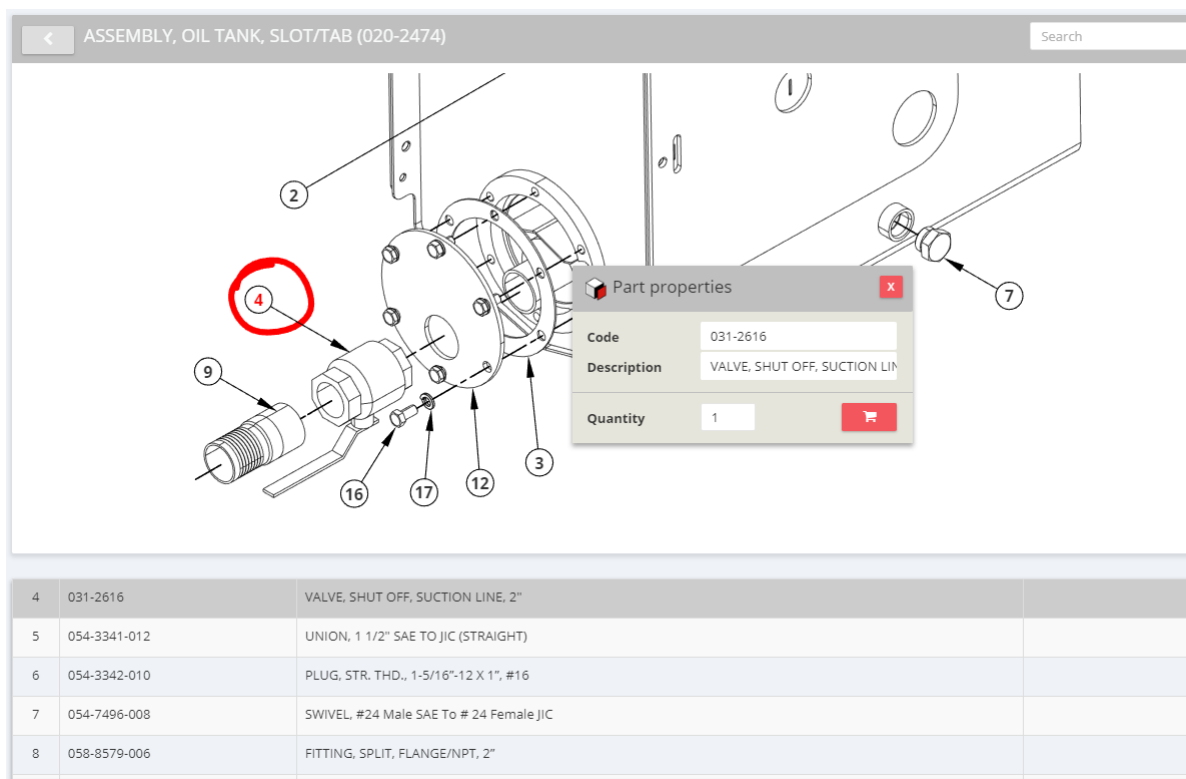 ASSEMBLY, OIL TANK, SLOT/TAB (020-2474)
Search
2
4
9
7
Part properties
X
Code
031-2616
Description
VALVE, SHUT OFF, SUCTION LIN
Quantity
1
3
12
17
16
4 031-2616 VALVE, SHUT OFF, SUCTION LINE, 2"
5 054-3341-012 UNION, 1 1/2" SAE TO JIC (STRAIGHT)
6 054-3342-010 PLUG, STR. THD., 1-5/16"-12 X 1", #16
7 054-7496-008 SWIVEL, #24 Male SAE To # 24 Female JIC
8 058-8579-006 FITTING, SPLIT, FLANGE/NPT, 2"